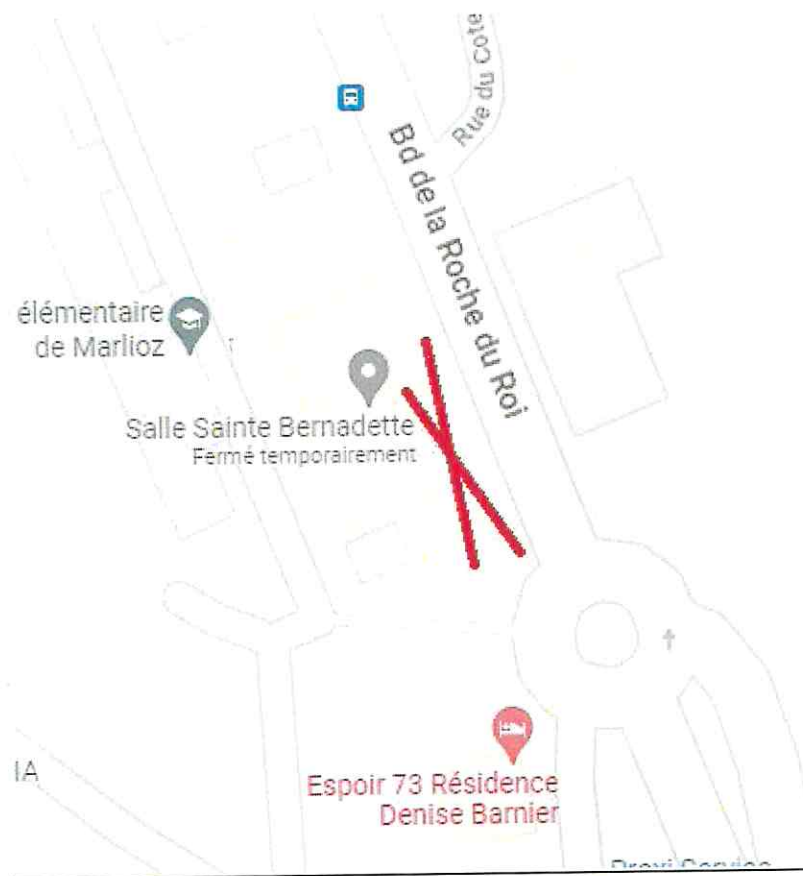 Rue du Cote
Bd de la Roche du Roi
élémentaire
de Marlioz
Salle Sainte Bernadette
Fermé temporairement
IA
Espoir 73 Résidence
Denise Barnier